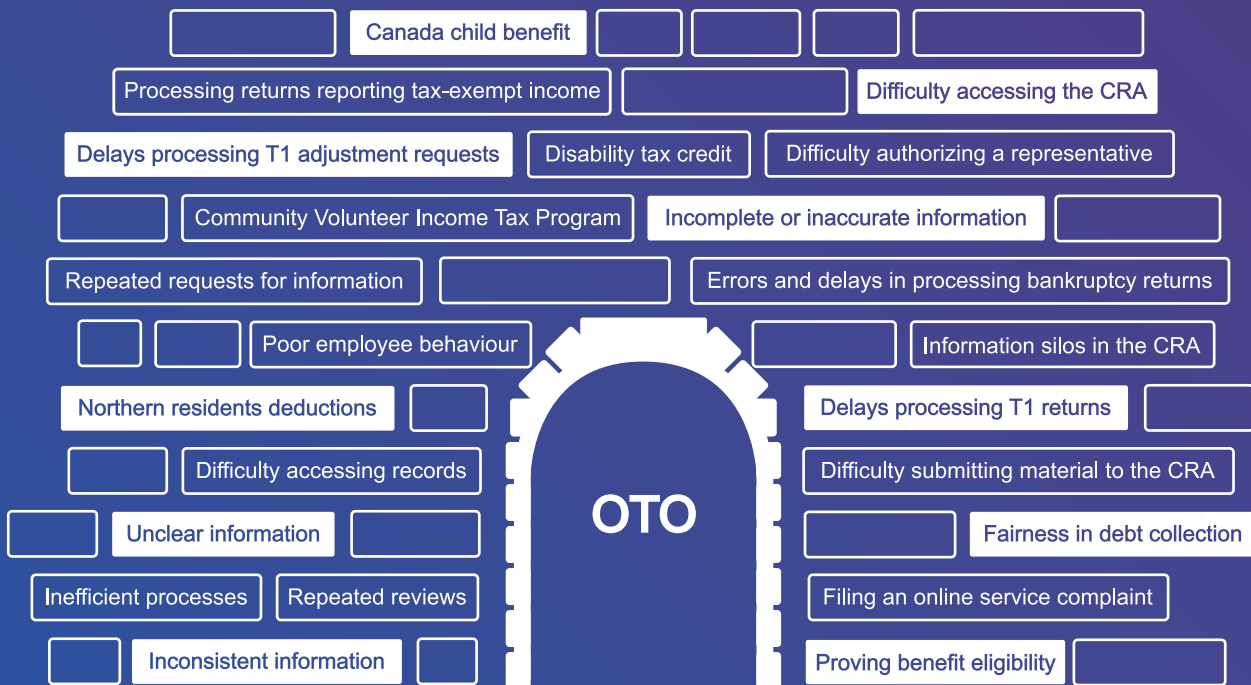 Canada child benefit
Processing returns reporting tax-exempt income
Difficulty accessing the CRA
Delays processing T1 adjustment requests
Disability tax credit
Difficulty authorizing a representative
Community Volunteer Income Tax Program
Incomplete or inaccurate information
Repeated requests for information
Errors and delays in processing bankruptcy returns
Poor employee behaviour
Information silos in the CRA
Northern residents deductions
Delays processing T1 returns
Difficulty accessing records
Difficulty submitting material to the CRA
OTO
Unclear information
Fairness in debt collection
Inefficient processes
Repeated reviews
Filing an online service complaint
Inconsistent information
Proving benefit eligibility